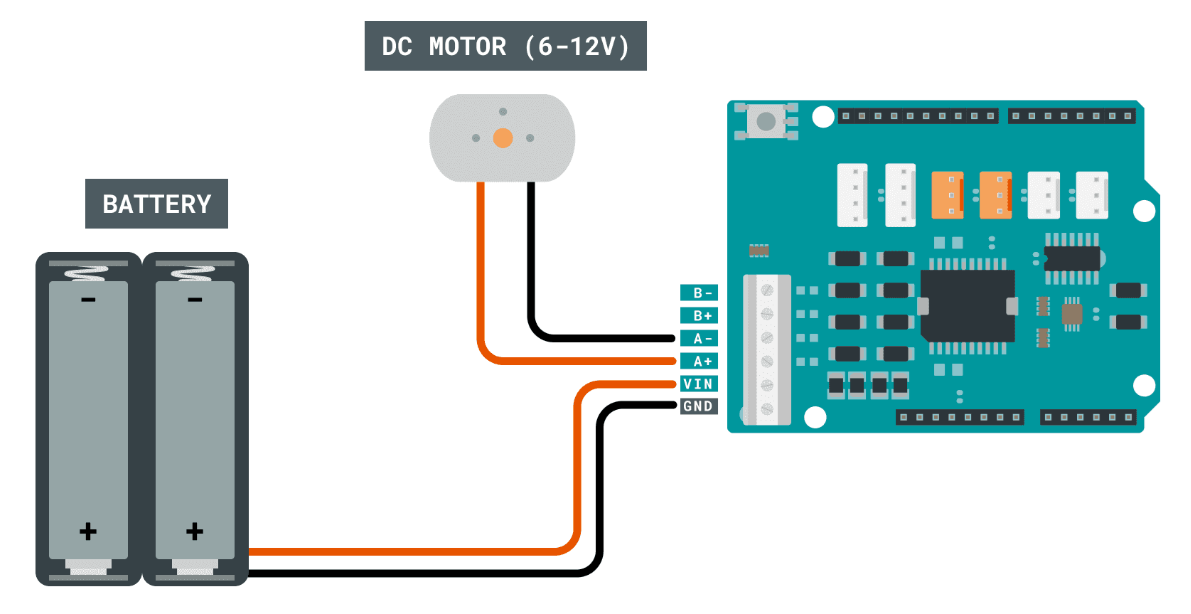 DC MOTOR (6-12V)
BATTERY
- -
+ +
B-
B+
A-
A+
VIN
GND